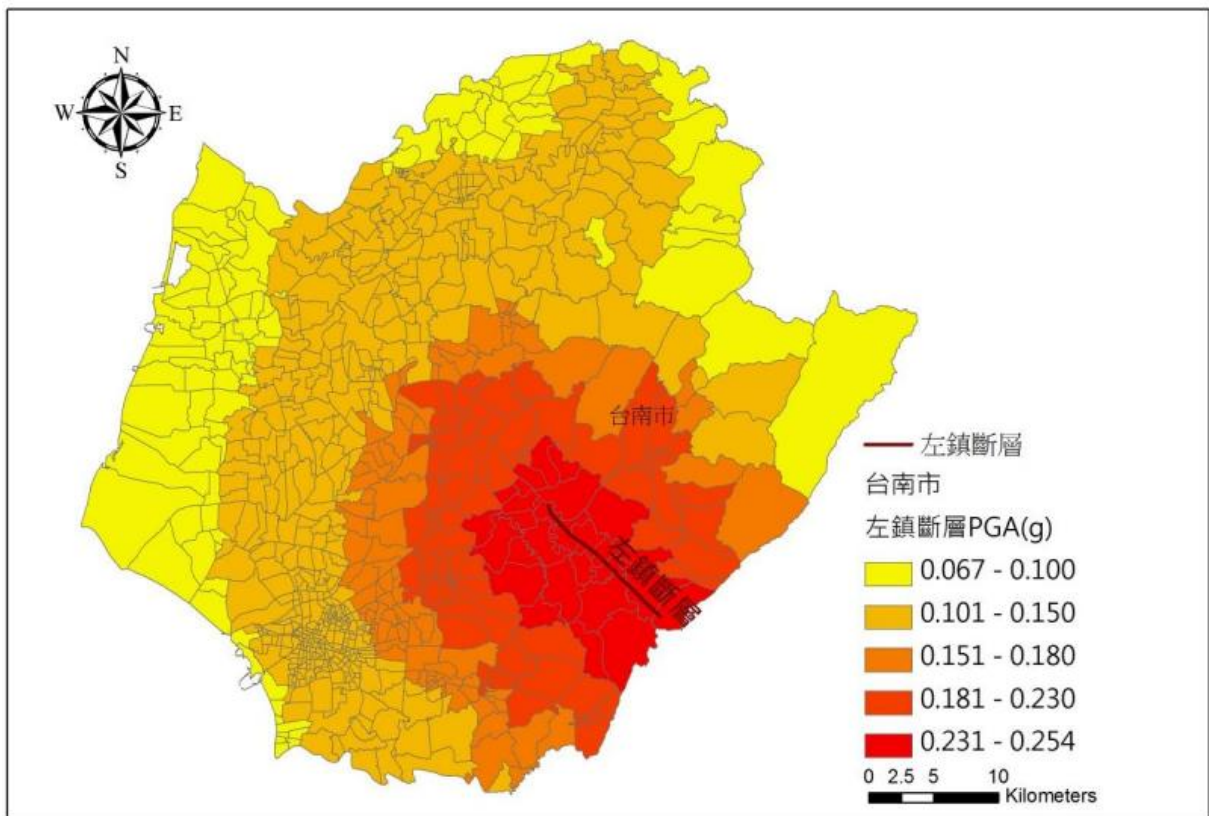 N
W E
S
台南市
左鎮斷層
左鎮斷層
台南市
左鎮斷層PGA(g)
0.067 - 0.100
0.101 - 0.150
0.151 - 0.180
0.181 - 0.230
0.231 - 0.254
0 2.5 5 10
Kilometers